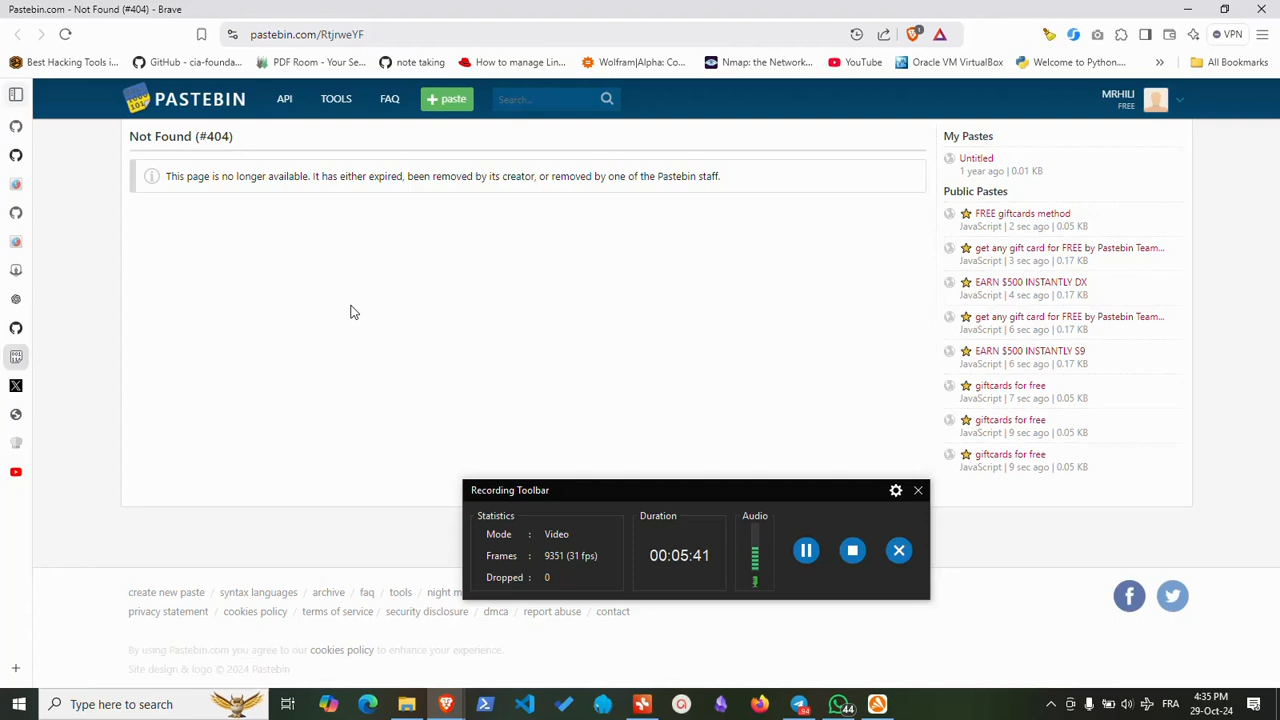 Pastebin.com - Not Found (#404) - Brave
pastebin.com/RtjrweYF
1
VPN
Best Hacking Tools i...
GitHub - cia-founda...
PDF Room - Your Se...
note taking
How to manage Lin...
Wolfram|Alpha: Co...
Nmap: the Network...
YouTube
Oracle VM VirtualBox
Welcome to Python....
»
All Bookmarks
PASTEBIN
API
TOOLS
FAQ
+ paste
Search...
MRHILI
FREE
Not Found (#404)
This page is no longer available. It has either expired, been removed by its creator, or removed by one of the Pastebin staff.
My Pastes
Untitled
1 year ago | 0.01 KB
Public Pastes
FREE giftcards method
JavaScript | 2 sec ago | 0.05 KB
get any gift card for FREE by Pastebin Team...
JavaScript | 3 sec ago | 0.17 KB
EARN $500 INSTANTLY DX
JavaScript | 4 sec ago | 0.17 KB
get any gift card for FREE by Pastebin Team...
JavaScript | 6 sec ago | 0.17 KB
EARN $500 INSTANTLY S9
JavaScript | 6 sec ago | 0.17 KB
giftcards for free
JavaScript | 7 sec ago | 0.05 KB
giftcards for free
JavaScript | 9 sec ago | 0.05 KB
giftcards for free
JavaScript | 9 sec ago | 0.05 KB
Recording Toolbar
Statistics
Mode : Video
Frames : 9351 (31 fps)
Dropped : 0
Duration
00:05:41
Audio
create new paste / syntax languages / archive / faq / tools / night m
privacy statement / cookies policy / terms of service / security disclosure / dmca / report abuse / contact
By using Pastebin.com you agree to our cookies policy to enhance your experience.
Site design & logo © 2024 Pastebin
Type here to search
94
44
FRA
4:35 PM
29-Oct-24